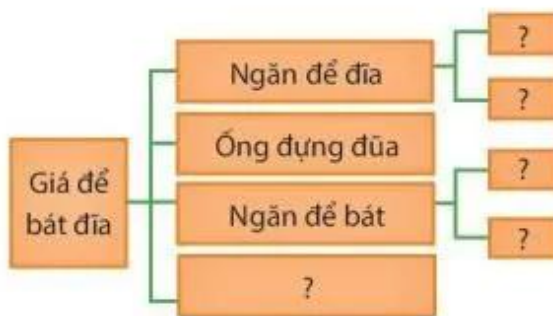 Giá để
bát đĩa
Ngăn để đĩa
?
?
Ống đựng đũa
Ngăn để bát
?
?
?